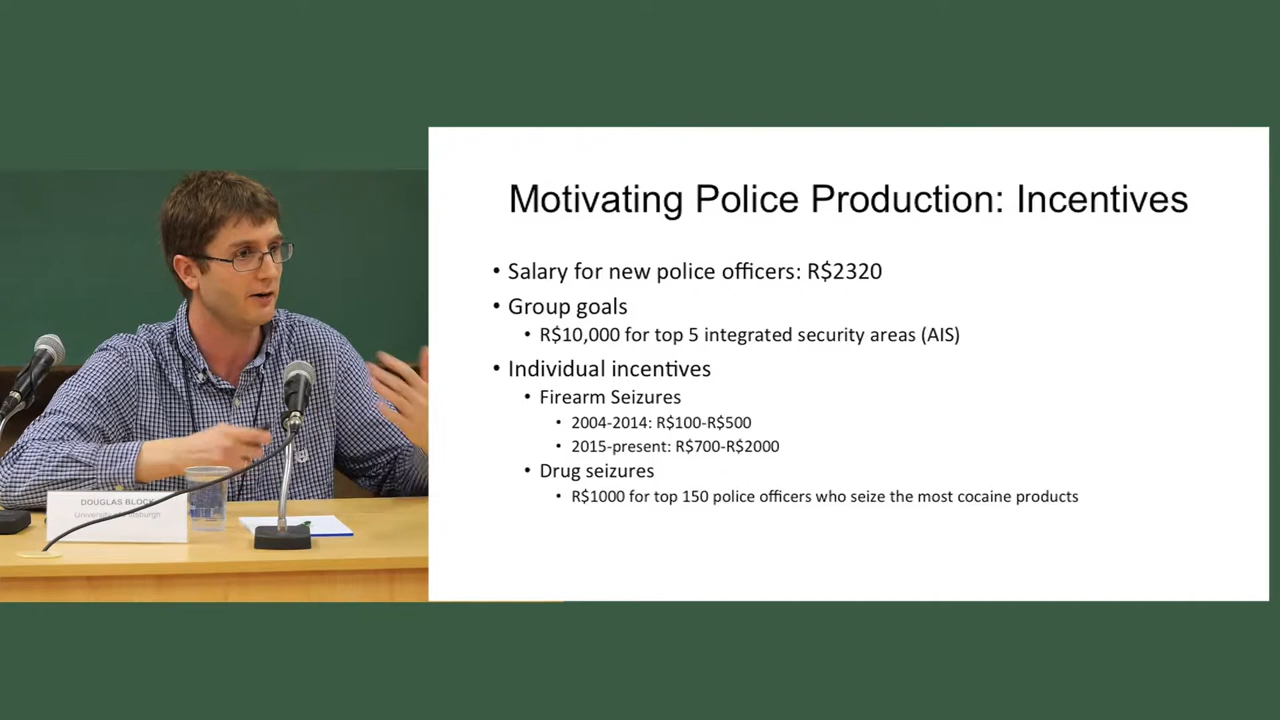 Motivating Police Production: Incentives
• Salary for new police officers: R$2320
• Group goals
• R$10,000 for top 5 integrated security areas (AIS)
• Individual incentives
• Firearm Seizures
• 2004-2014: R$100-R$500
• 2015-present: R$700-R$2000
• Drug seizures
• R$1000 for top 150 police officers who seize the most cocaine products
DOUGLAS BLOCK
University of